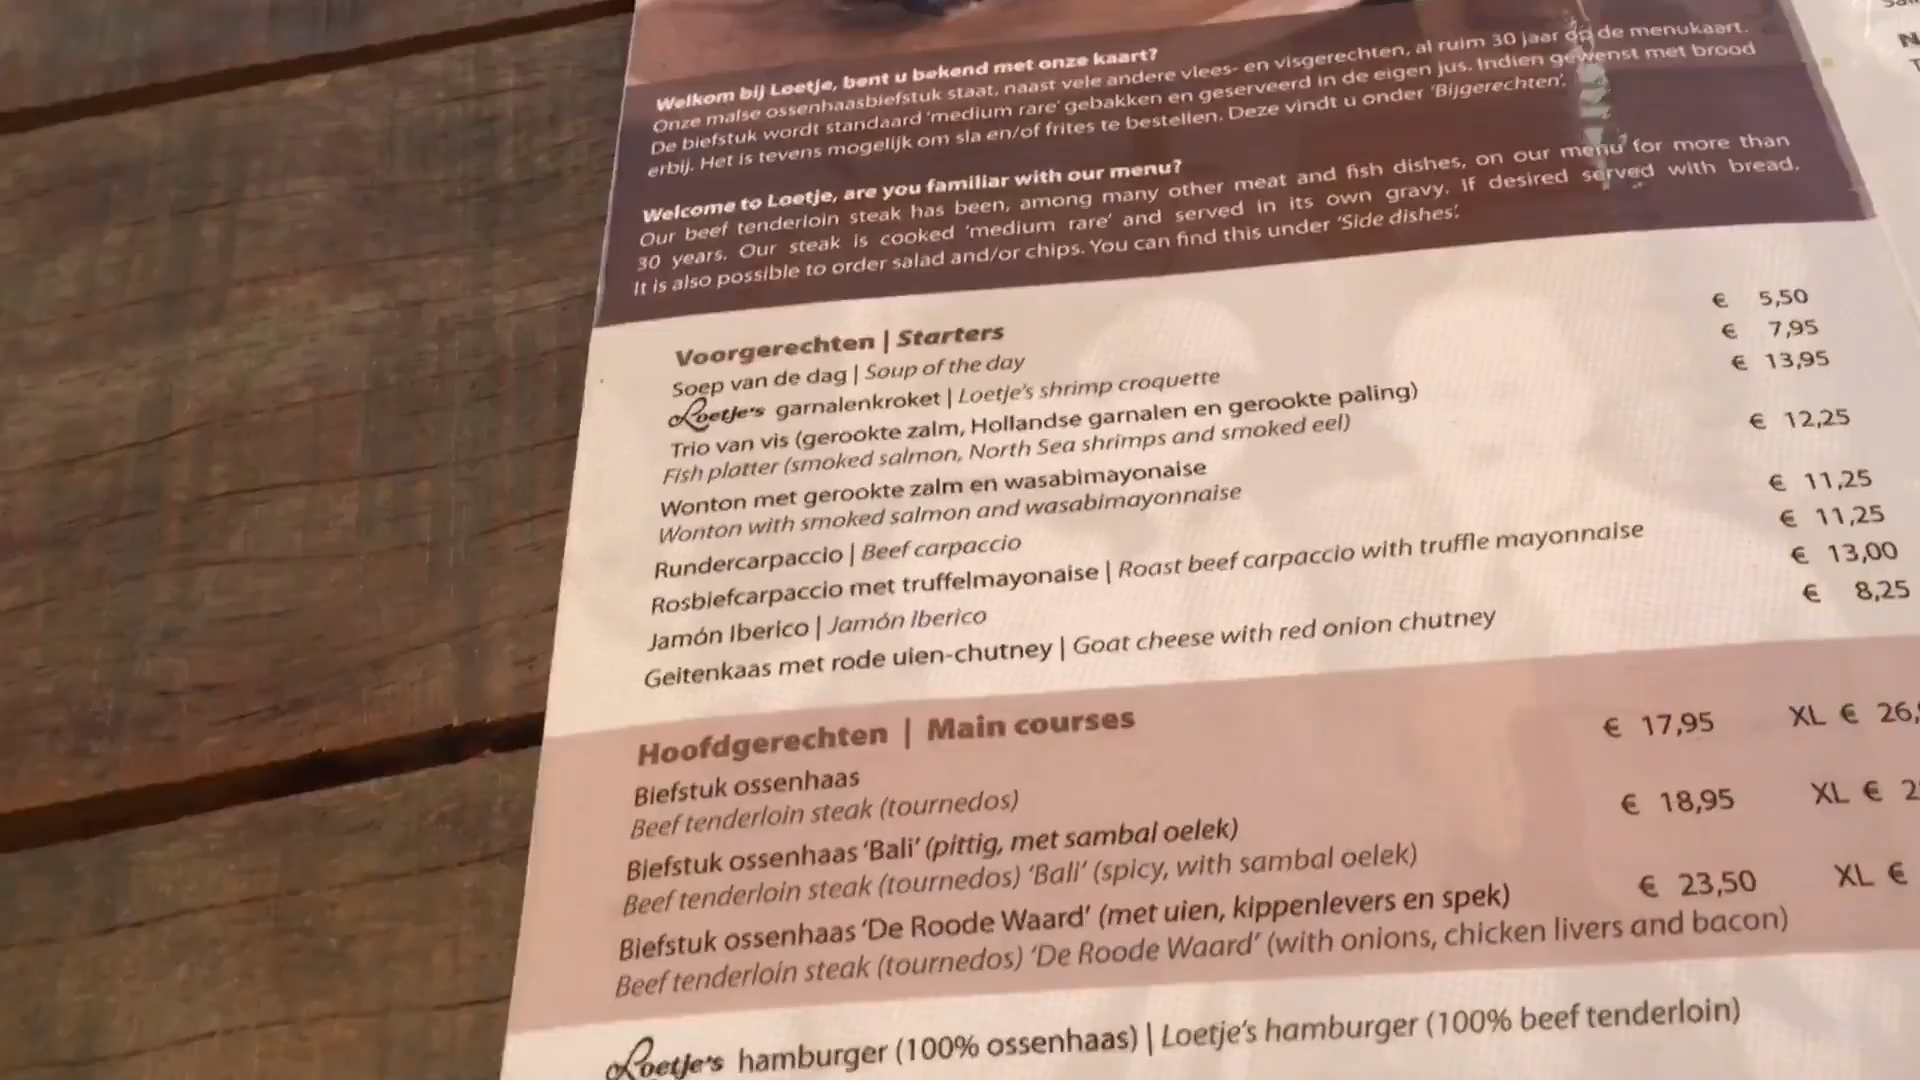 Welkom bij Loetje, bent u bekend met onze kaart?
Onze malse ossenhaasbiefstuk staat, naast vele andere vlees- en visgerechten, al ruim 30 jaar op de menukaart.
De biefstuk wordt standaard 'medium rare' gebakken en geserveerd in de eigen jus. Indien gewenst met brood
erbij. Het is tevens mogelijk om sla en/of frites te bestellen. Deze vindt u onder 'Bijgerechten'.
Welcome to Loetje, are you familiar with our menu?
Our beef tenderloin steak has been, among many other meat and fish dishes, on our menu for more than
30 years. Our steak is cooked 'medium rare' and served in its own gravy. If desired served with bread.
It is also possible to order salad and/or chips. You can find this under 'Side dishes'.
Voorgerechten | Starters
Soep van de dag | Soup of the day € 5,50
Loetje's garnalenkroket | Loetje's shrimp croquette € 7,95
Trio van vis (gerookte zalm, Hollandse garnalen en gerookte paling) € 13,95
Fish platter (smoked salmon, North Sea shrimps and smoked eel)
Wonton met gerookte zalm en wasabimayonaise € 12,25
Wonton with smoked salmon and wasabimayonnaise
Rundercarpaccio | Beef carpaccio € 11,25
Rosbiefcarpaccio met truffelmayonaise | Roast beef carpaccio with truffle mayonnaise € 11,25
Jamón Iberico | Jamón Iberico € 13,00
Geitenkaas met rode uien-chutney | Goat cheese with red onion chutney € 8,25
Hoofdgerechten | Main courses
Biefstuk ossenhaas € 17,95 XL € 26,
Beef tenderloin steak (tournedos)
Biefstuk ossenhaas 'Bali' (pittig, met sambal oelek) € 18,95 XL € 2
Beef tenderloin steak (tournedos) 'Bali' (spicy, with sambal oelek)
Biefstuk ossenhaas 'De Roode Waard' (met uien, kippenlevers en spek) € 23,50 XL €
Beef tenderloin steak (tournedos) 'De Roode Waard' (with onions, chicken livers and bacon)
Loetje's hamburger (100% ossenhaas) | Loetje's hamburger (100% beef tenderloin)